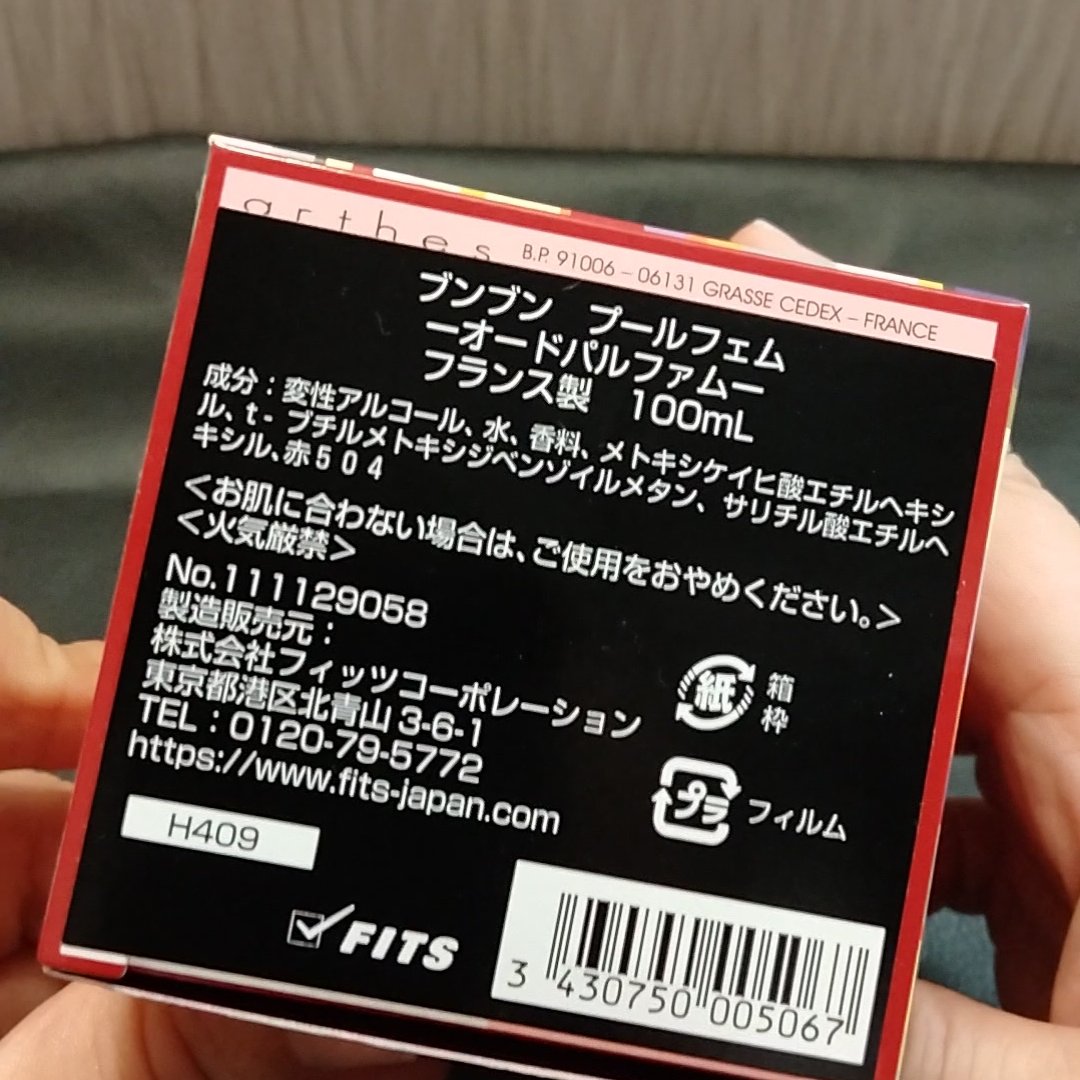 arthes B.P. 91006 – 06131 GRASSE CEDEX – FRANCE
ブンブン　プールフェム
ーオードパルファムー
フランス製　100mL
成分：変性アルコール、水、香料、メトキシケイヒ酸エチルヘキシ
ル、t-ブチルメトキシジベンゾイルメタン、サリチル酸エチルヘ
キシル、赤504
＜お肌に合わない場合は、ご使用をおやめください。＞
＜火気厳禁＞
No.111129058
製造販売元：
株式会社フィッツコーポレーション
東京都港区北青山3-6-1
TEL：0120-79-5772
https://www.fits-japan.com
紙 箱
枠
プラ フィルム
H409
FITS
3 430750 005067